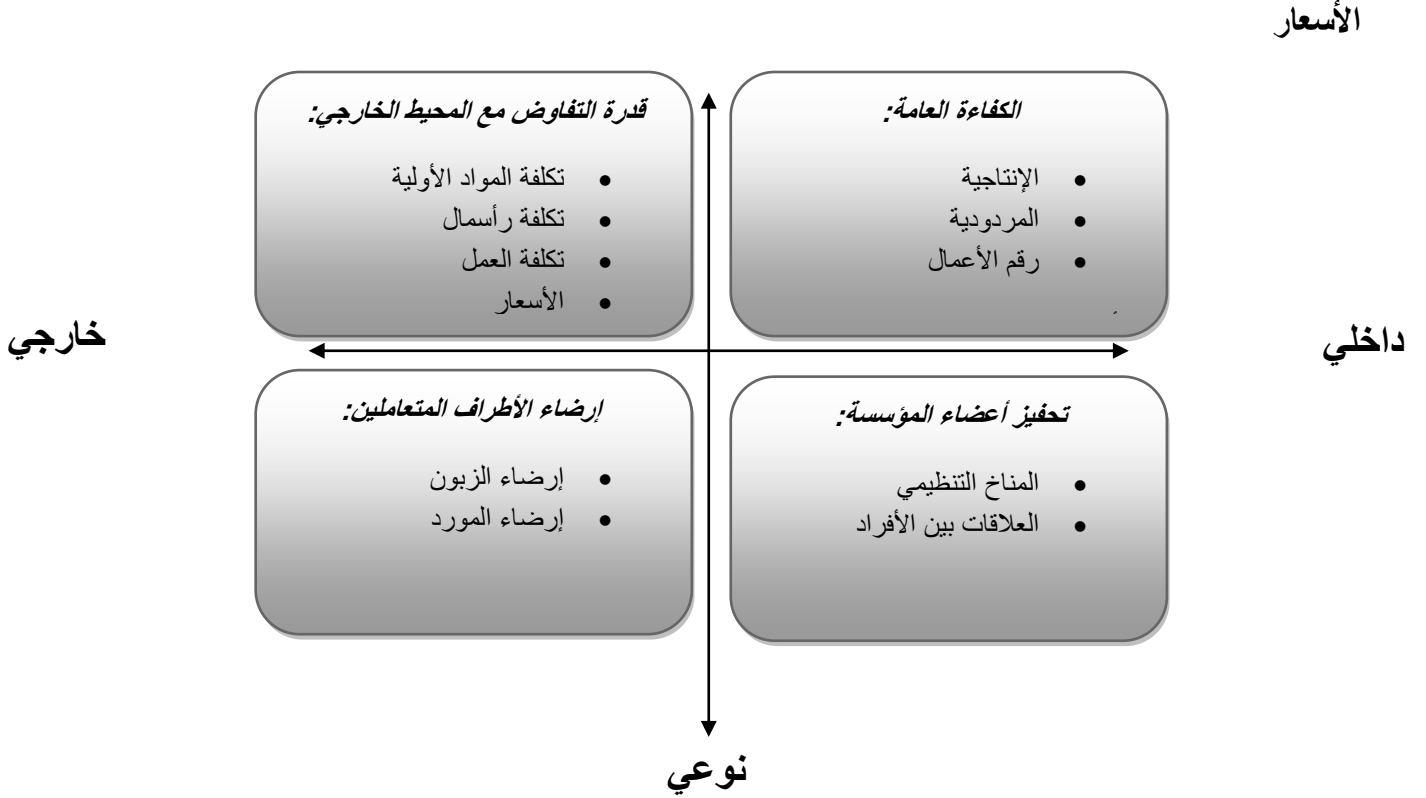 الأسعار
الكفاءة العامة:
• الإنتاجية
• المردودية
• رقم الأعمال
قدرة التفاوض مع المحيط الخارجي:
• تكلفة المواد الأولية
• تكلفة رأسمال
• تكلفة العمل
• الأسعار
داخلي
خارجي
تحفيز أعضاء المؤسسة:
• المناخ التنظيمي
• العلاقات بين الأفراد
إرضاء الأطراف المتعاملين:
• إرضاء الزبون
• إرضاء المورد
نوعي